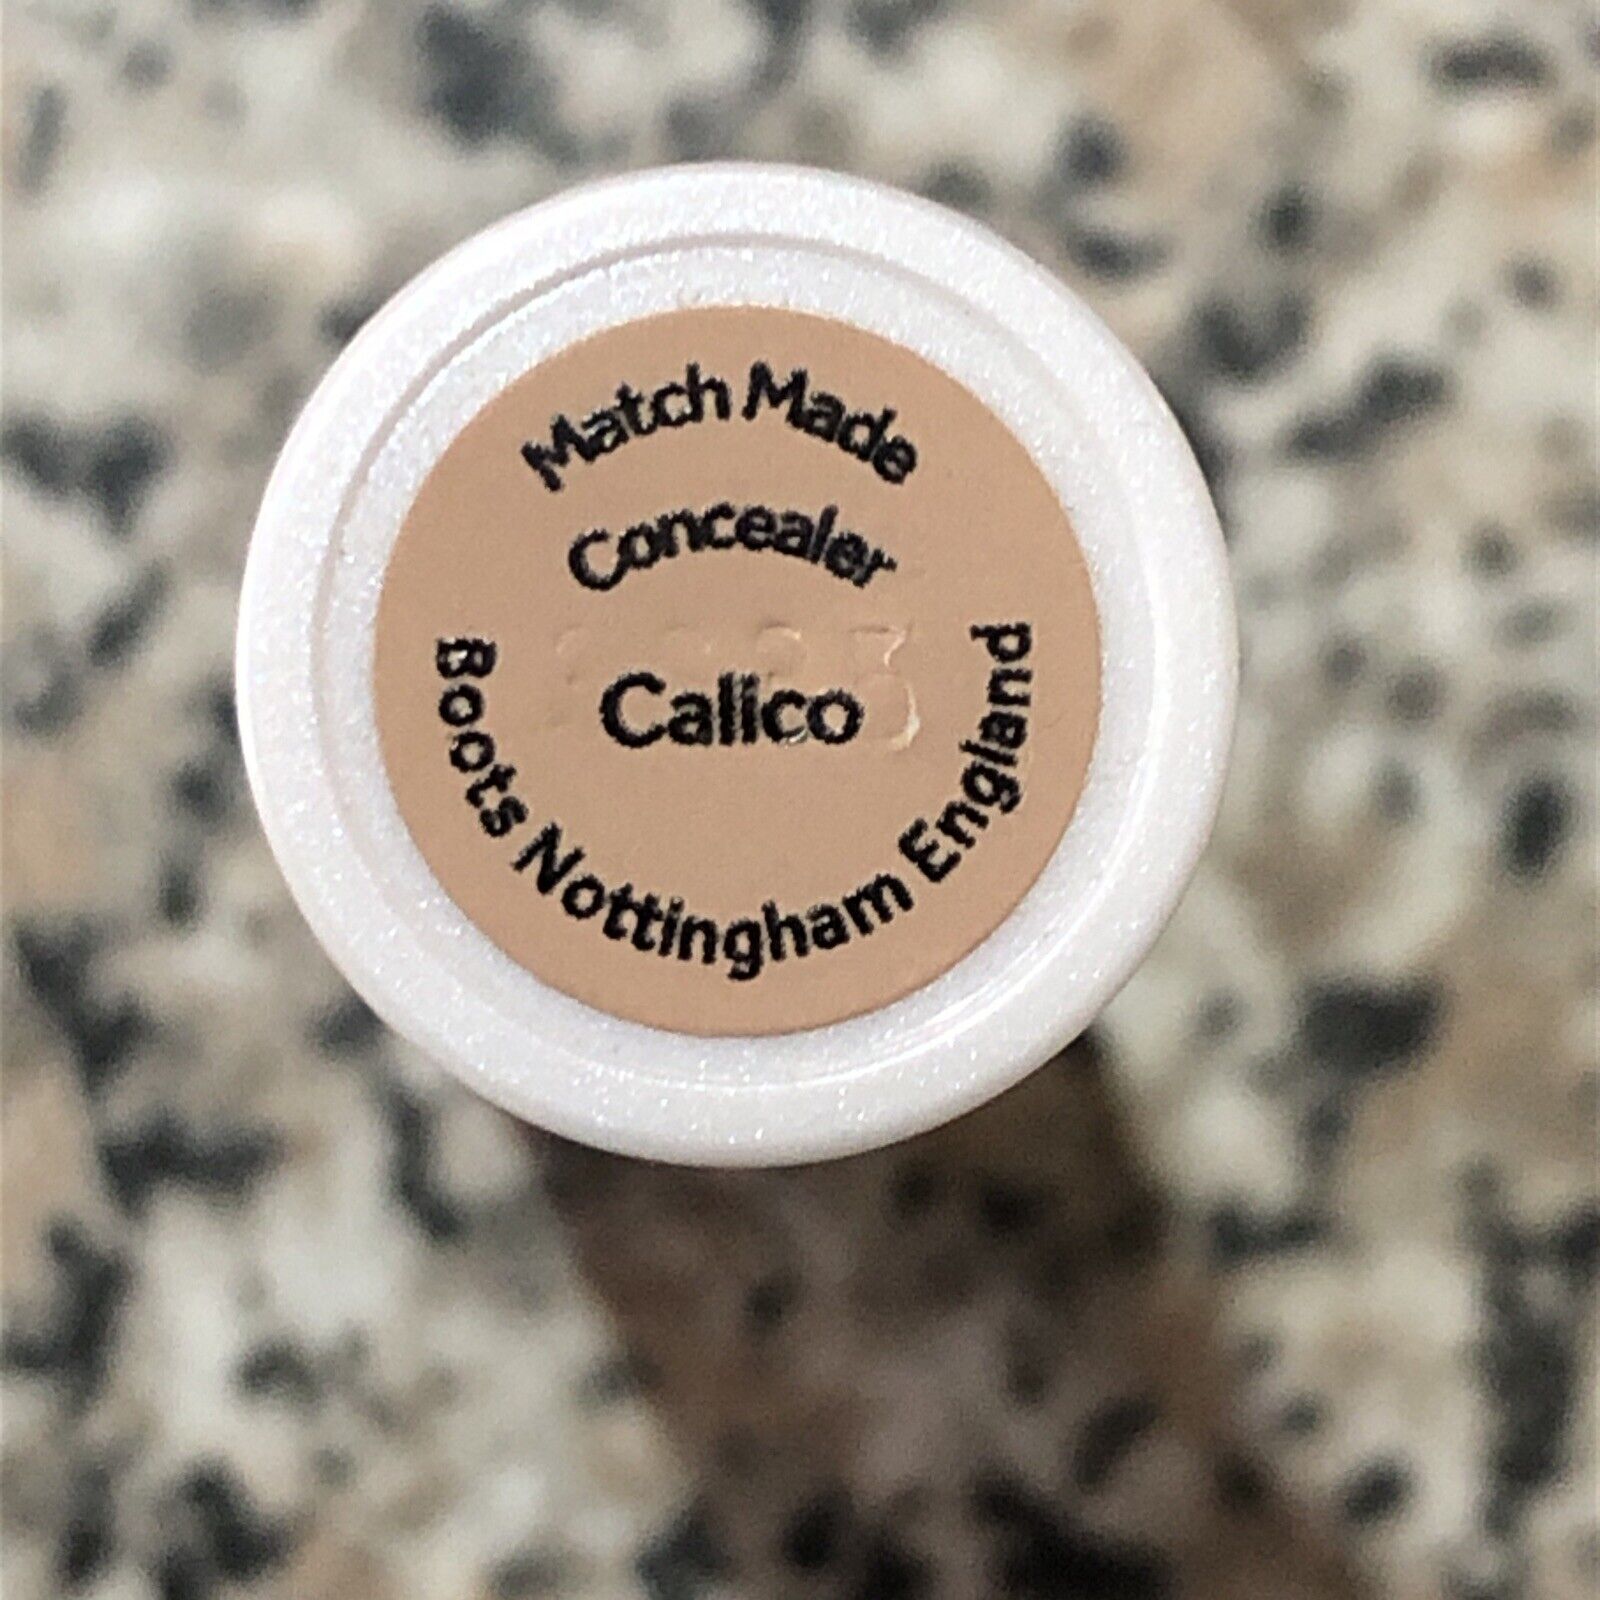 Match Made
Concealer
Calico
Boots Nottingham England